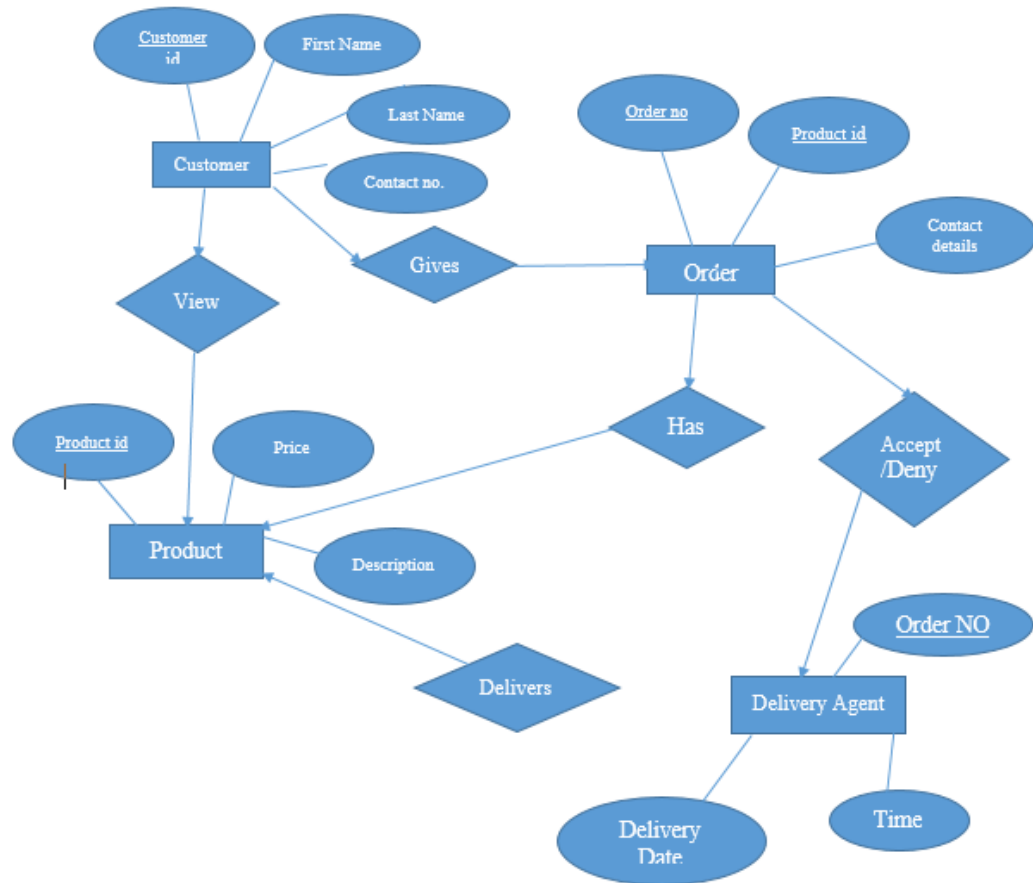 Customer
id
First Name
Last Name
Order no
Product id
Customer
Contact no.
Contact
details
Gives
Order
View
Has
Product id
Price
Accept
/Deny
Product
Description
Order NO
Delivers
Delivery Agent
Delivery
Date
Time